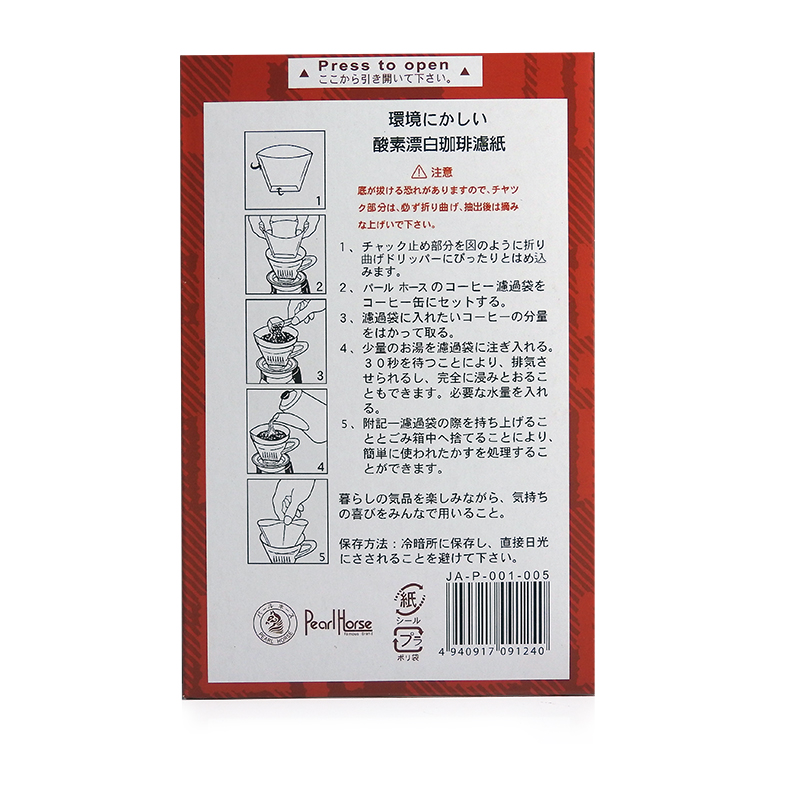 Press to open
ここから引き開いて下さい。
環境にかしい
酸素漂白珈琲濾紙
注意
底が抜ける恐れがありますので、チヤツ
ク部分は、必ず折り曲げ、抽出後は摘み
な上げいで下さい。
1、チャック止め部分を図のように折り
曲げドリッパーにぴったりとはめ込
みます。
2、パール ホースのコーヒー濾過袋を
コーヒー缶にセットする。
3、濾過袋に入れたいコーヒーの分量
をはかって取る。
4、少量のお湯を濾過袋に注ぎ入れる。
30秒を待つことにより、排気さ
せられるし、完全に浸みとおるこ
ともできます。必要な水量を入れ
る。
5、附記一濾過袋の際を持ち上げるこ
ととごみ箱中へ捨てることにより、
簡単に使われたかすを処理するこ
とができます。
暮らしの気品を楽しみながら、気持ち
の喜びをみんなで用いること。
保存方法：冷暗所に保存し、直接日光
にさされることを避けて下さい。
1
2
3
4
5
JA-P-001-005
パールホース
PEARL HORSE
Pearl Horse
紙
シール
プラ
ポリ袋
4 940917 091240